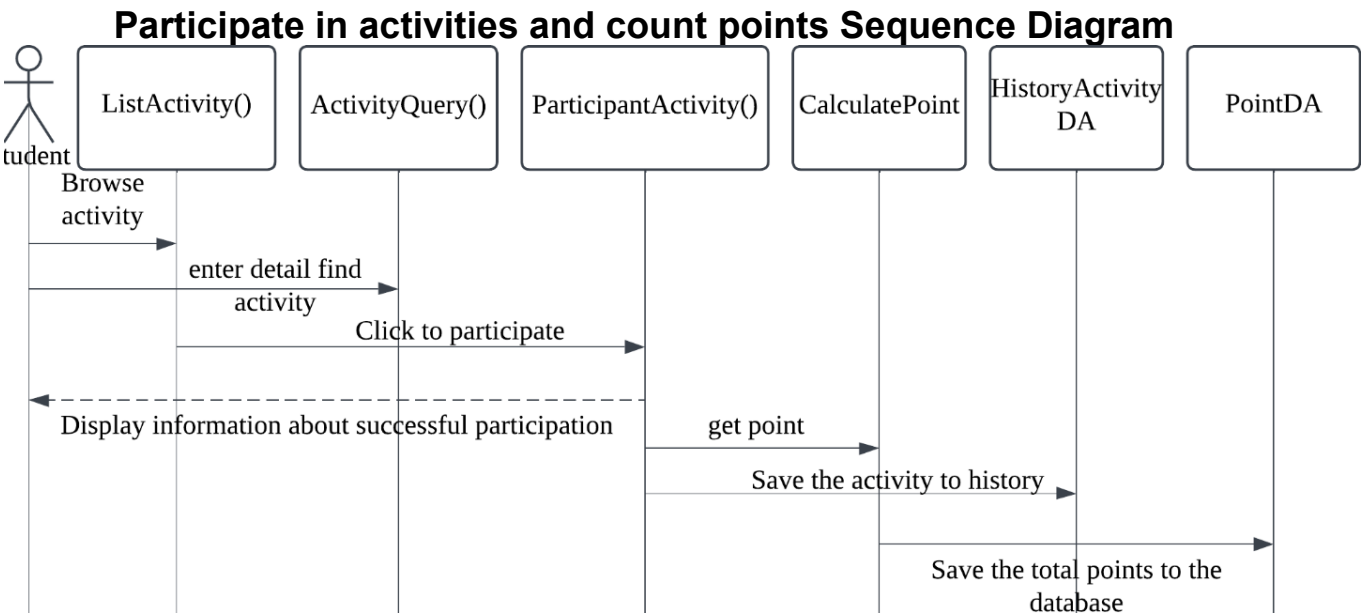 Participate in activities and count points Sequence Diagram
ListActivity()
ActivityQuery()
ParticipantActivity()
CalculatePoint
HistoryActivity
DA
PointDA
tudent
Browse
activity
enter detail find
activity
Click to participate
Display information about successful participation
get point
Save the activity to history
Save the total points to the
database